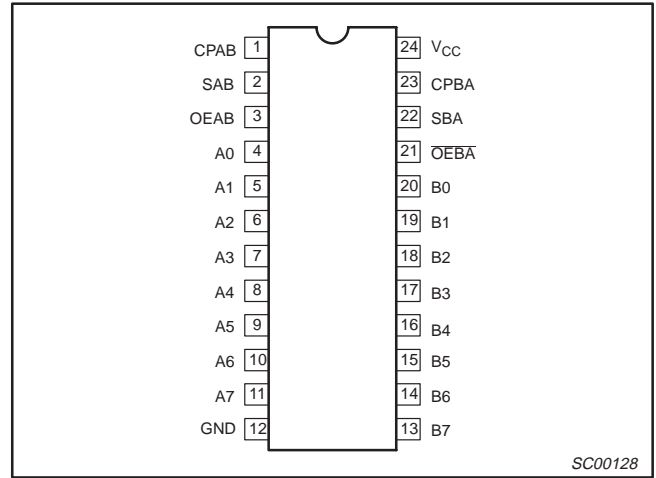 CPAB 1 24 VCC
SAB 2 23 CPBA
OEAB 3 22 SBA
A0 4 21 O̅E̅B̅A̅
A1 5 20 B0
A2 6 19 B1
A3 7 18 B2
A4 8 17 B3
A5 9 16 B4
A6 10 15 B5
A7 11 14 B6
GND 12 13 B7
SC00128